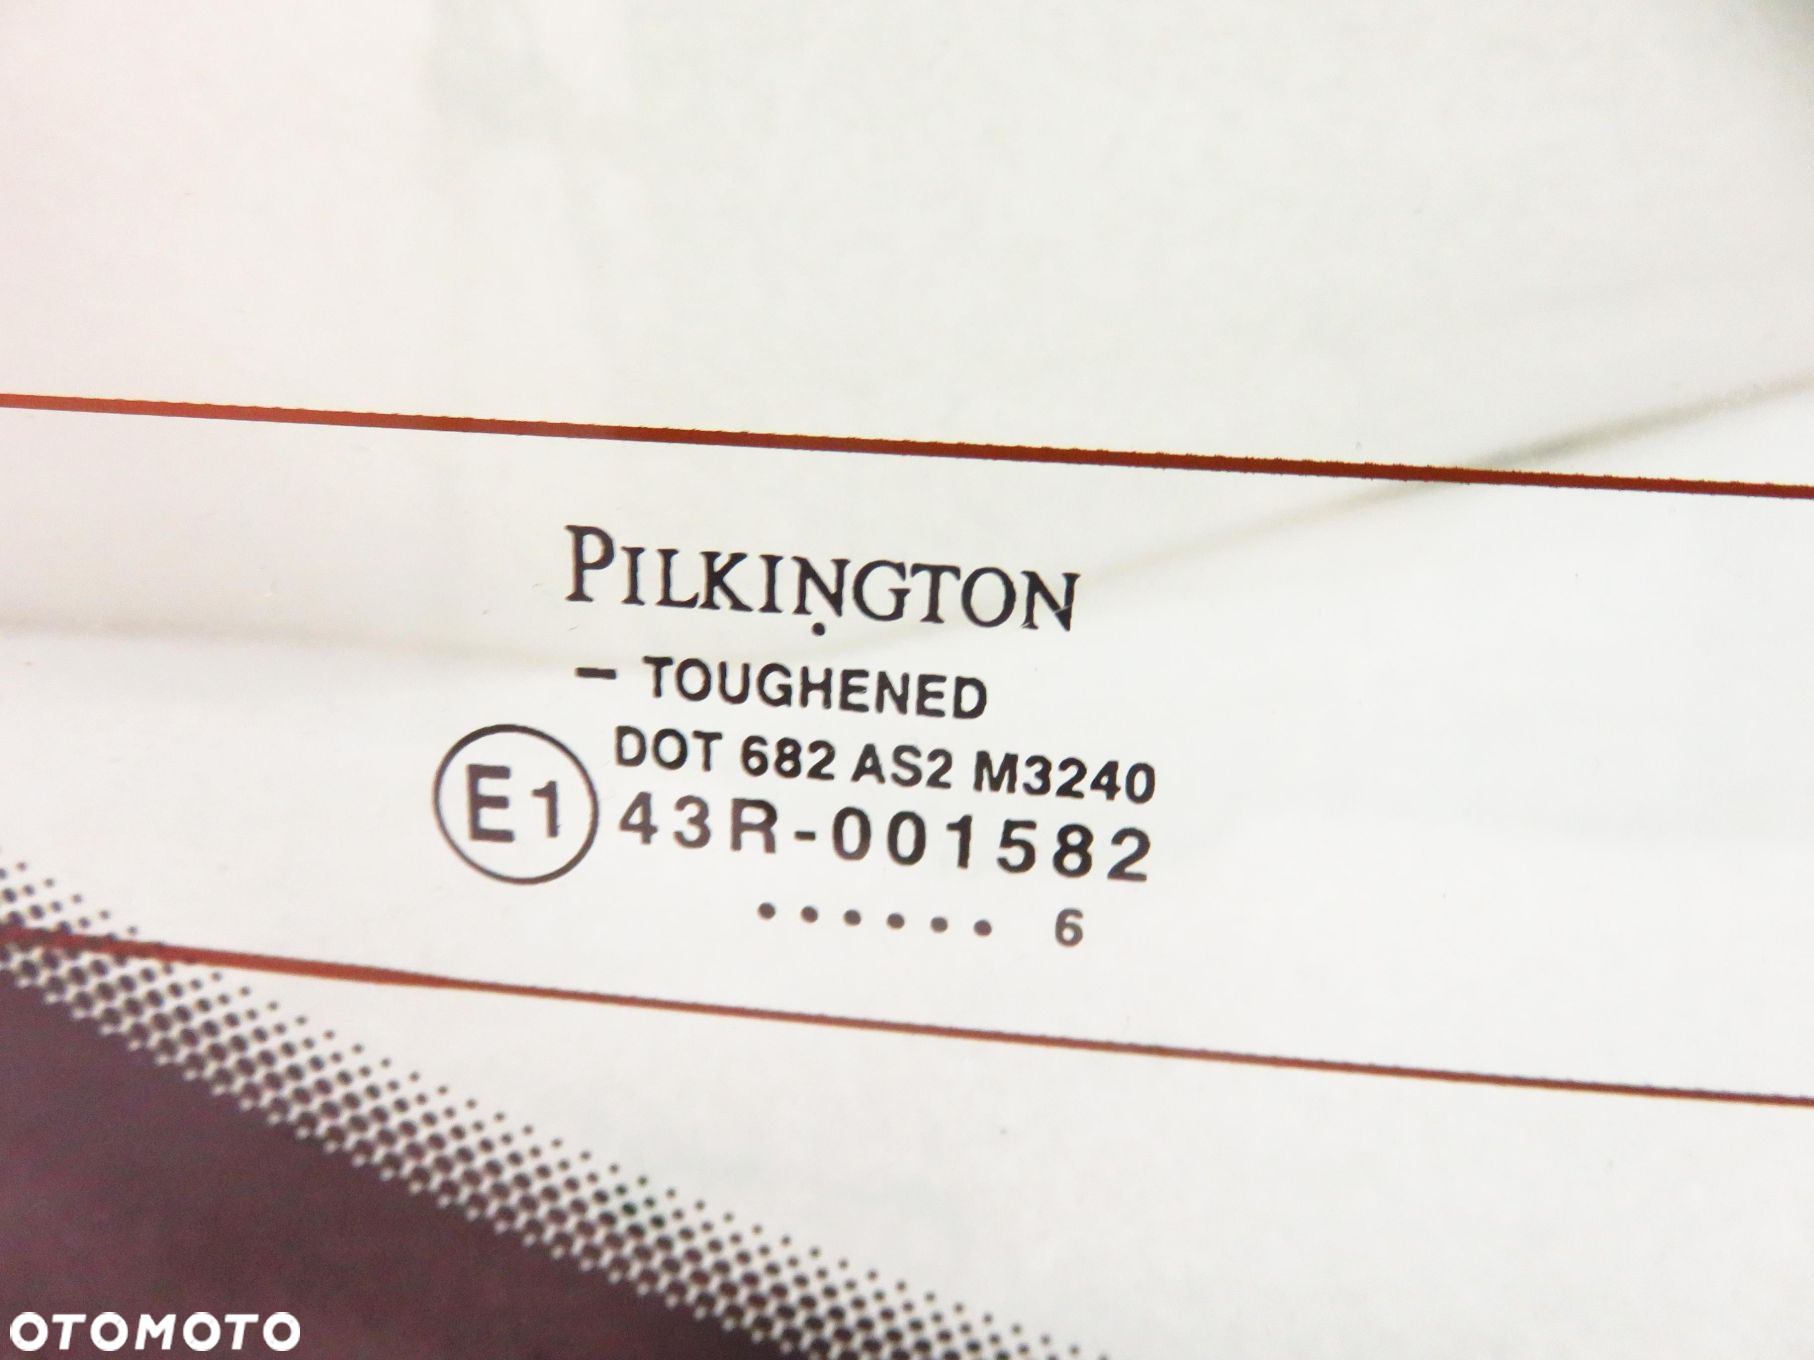 PILKINGTON
- TOUGHENED
DOT 682 AS2 M3240
E1 43R-001582
...... 6
OTOMOTO